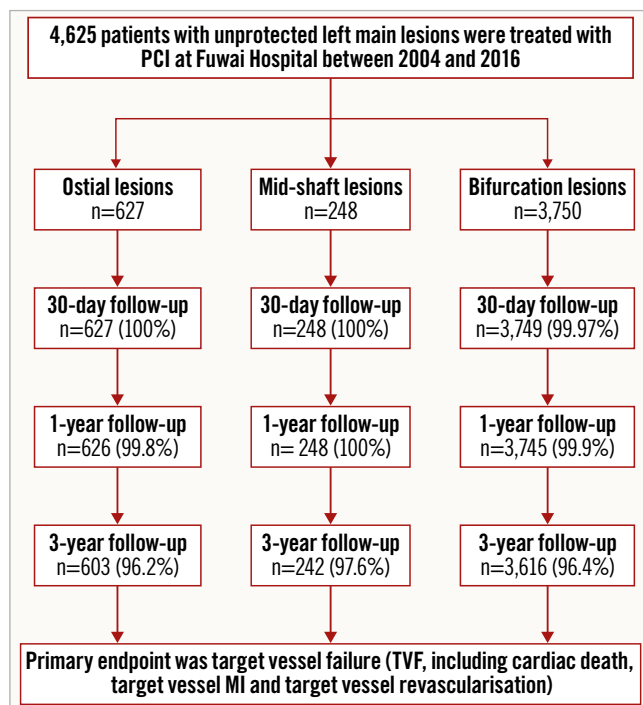 4,625 patients with unprotected left main lesions were treated with
PCI at Fuwai Hospital between 2004 and 2016
Ostial lesions
n=627
Mid-shaft lesions
n=248
Bifurcation lesions
n=3,750
30-day follow-up
n=627 (100%)
30-day follow-up
n=248 (100%)
30-day follow-up
n=3,749 (99.97%)
1-year follow-up
n=626 (99.8%)
1-year follow-up
n= 248 (100%)
1-year follow-up
n=3,745 (99.9%)
3-year follow-up
n=603 (96.2%)
3-year follow-up
n=242 (97.6%)
3-year follow-up
n=3,616 (96.4%)
Primary endpoint was target vessel failure (TVF, including cardiac death,
target vessel MI and target vessel revascularisation)